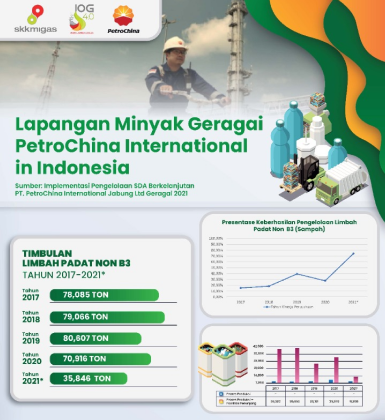 skkmigas
IOG
4.0
PetroChina
Lapangan Minyak Geragai
PetroChina International
in Indonesia
Sumber: Implementasi Pengelolaan SDA Berkelanjutan
PT. PetroChina International Jabung Ltd Geragai 2021
Presentase Keberhasilan Pengelolaan Limbah
Padat Non B3 (Sampah)
TIMBULAN
LIMBAH PADAT NON B3
TAHUN 2017-2021*
Tahun
2017
78,085 TON
Tahun
2018
79,066 TON
Tahun
2019
80,607 TON
Tahun
2020
70,916 TON
Tahun
2021*
35,846 TON
2017
2018
2019
2020
2021*